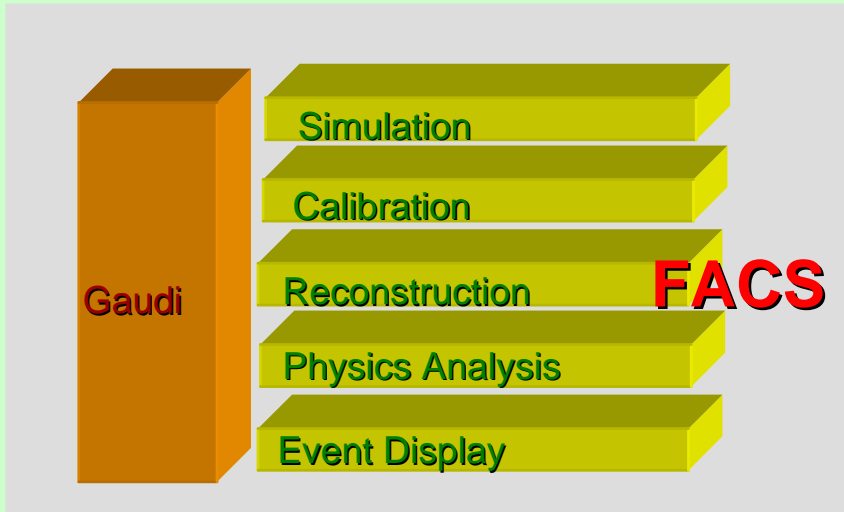 Simulation
Calibration
Gaudi
Reconstruction
FACS
Physics Analysis
Event Display